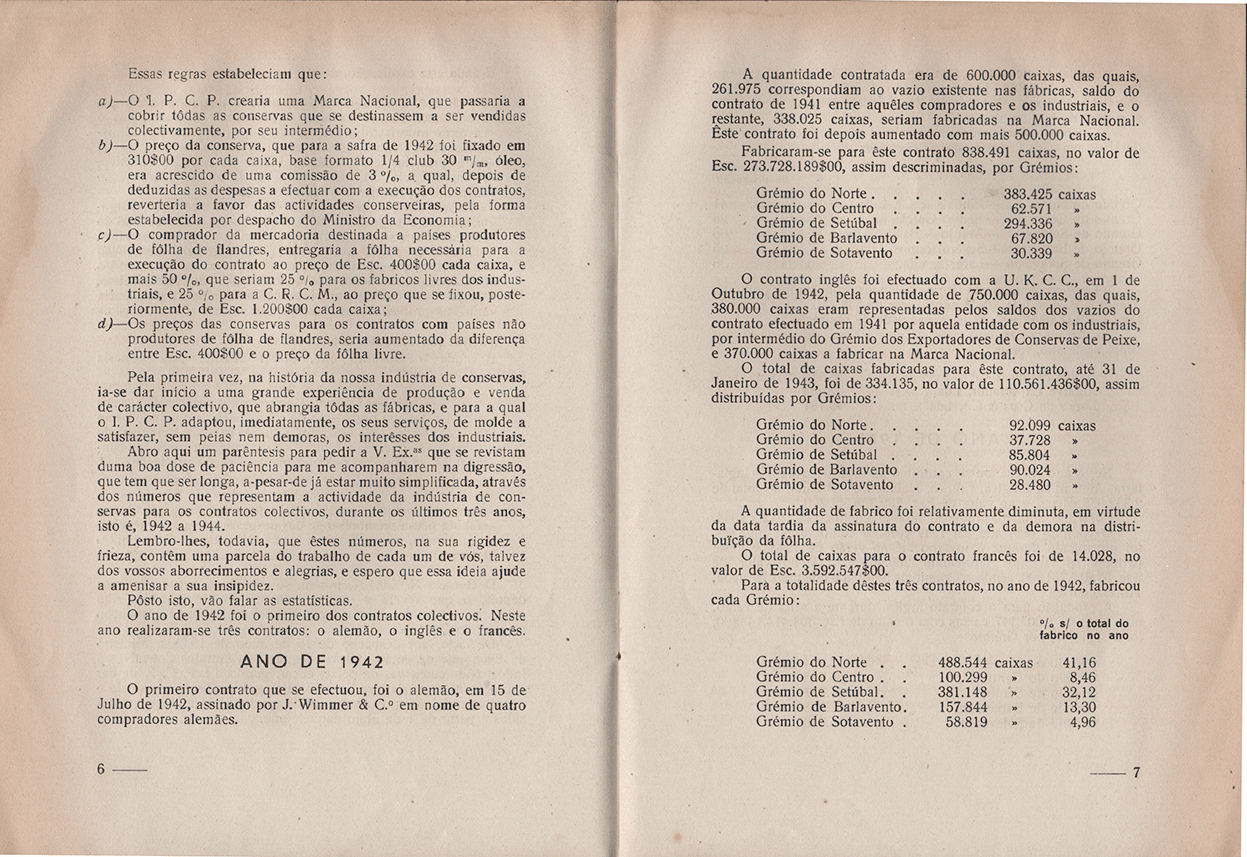 Essas regras estabeleciam que:
a)—O I. P. C. P. crearia uma Marca Nacional, que passaria a
cobrir tôdas as conservas que se destinassem a ser vendidas
colectivamente, por seu intermédio;
b)—O preço da conserva, que para a safra de 1942 foi fixado em
310$00 por cada caixa, base formato 1/4 club 30 m/m, óleo,
era acrescido de uma comissão de 3 %, a qual, depois de
deduzidas as despesas a efectuar com a execução dos contratos,
reverteria a favor das actividades conserveiras, pela forma
estabelecida por despacho do Ministro da Economia;
c)—O comprador da mercadoria destinada a países produtores
de fôlha de flandres, entregaria a fôlha necessária para a
execução do contrato ao preço de Esc. 400$00 cada caixa, e
mais 50 %, que seriam 25 % para os fabricos livres dos indus-
triais, e 25 % para a C. R. C. M., ao preço que se fixou, poste-
riormente, de Esc. 1.200$00 cada caixa;
d)—Os preços das conservas para os contratos com países não
produtores de fôlha de flandres, seria aumentado da diferença
entre Esc. 400$00 e o preço da fôlha livre.
Pela primeira vez, na história da nossa indústria de conservas,
ia-se dar início a uma grande experiência de produção e venda
de carácter colectivo, que abrangia tôdas as fábricas, e para a qual
o I. P. C. P. adaptou, imediatamente, os seus serviços, de molde a
satisfazer, sem peias nem demoras, os interêsses dos industriais.
Abro aqui um parêntesis para pedir a V. Ex.as que se revistam
duma boa dose de paciência para me acompanharem na digressão,
que tem que ser longa, a-pesar-de já estar muito simplificada, através
dos números que representam a actividade da indústria de con-
servas para os contratos colectivos, durante os últimos três anos,
isto é, 1942 a 1944.
Lembro-lhes, todavia, que êstes números, na sua rigidez e
frieza, contêm uma parcela do trabalho de cada um de vós, talvez
dos vossos aborrecimentos e alegrias, e espero que essa ideia ajude
a amenisar a sua insipidez.
Pôsto isto, vão falar as estatísticas.
O ano de 1942 foi o primeiro dos contratos colectivos. Neste
ano realizaram-se três contratos: o alemão, o inglês e o francês.
ANO DE 1942
O primeiro contrato que se efectuou, foi o alemão, em 15 de
Julho de 1942, assinado por J. Wimmer & C.º em nome de quatro
compradores alemães.
6 —
A quantidade contratada era de 600.000 caixas, das quais,
261.975 correspondiam ao vazio existente nas fábricas, saldo do
contrato de 1941 entre aquêles compradores e os industriais, e o
restante, 338.025 caixas, seriam fabricadas na Marca Nacional.
Êste contrato foi depois aumentado com mais 500.000 caixas.
Fabricaram-se para êste contrato 838.491 caixas, no valor de
Esc. 273.728.189$00, assim descriminadas, por Grémios:
Grémio do Norte . . . . . 383.425 caixas
Grémio do Centro . . . . 62.571 »
Grémio de Setúbal . . . . 294.336 »
Grémio de Barlavento . . . 67.820 »
Grémio de Sotavento . . . 30.339 »
O contrato inglês foi efectuado com a U. K. C. C., em 1 de
Outubro de 1942, pela quantidade de 750.000 caixas, das quais,
380.000 caixas eram representadas pelos saldos dos vazios do
contrato efectuado em 1941 por aquela entidade com os industriais,
por intermédio do Grémio dos Exportadores de Conservas de Peixe,
e 370.000 caixas a fabricar na Marca Nacional.
O total de caixas fabricadas para êste contrato, até 31 de
Janeiro de 1943, foi de 334.135, no valor de 110.561.436$00, assim
distribuídas por Grémios:
Grémio do Norte . . . . . 92.099 caixas
Grémio do Centro . . . . 37.728 »
Grémio de Setúbal . . . . 85.804 »
Grémio de Barlavento . . . 90.024 »
Grémio de Sotavento . . . 28.480 »
A quantidade de fabrico foi relativamente diminuta, em virtude
da data tardia da assinatura do contrato e da demora na distri-
buïção da fôlha.
O total de caixas para o contrato francês foi de 14.028, no
valor de Esc. 3.592.547$00.
Para a totalidade dêstes três contratos, no ano de 1942, fabricou
cada Grémio:
% s/ o total do
fabrico no ano
Grémio do Norte . . 488.544 caixas 41,16
Grémio do Centro . . 100.299 » 8,46
Grémio de Setúbal . . 381.148 » 32,12
Grémio de Barlavento . 157.844 » 13,30
Grémio de Sotavento . 58.819 » 4,96
— 7